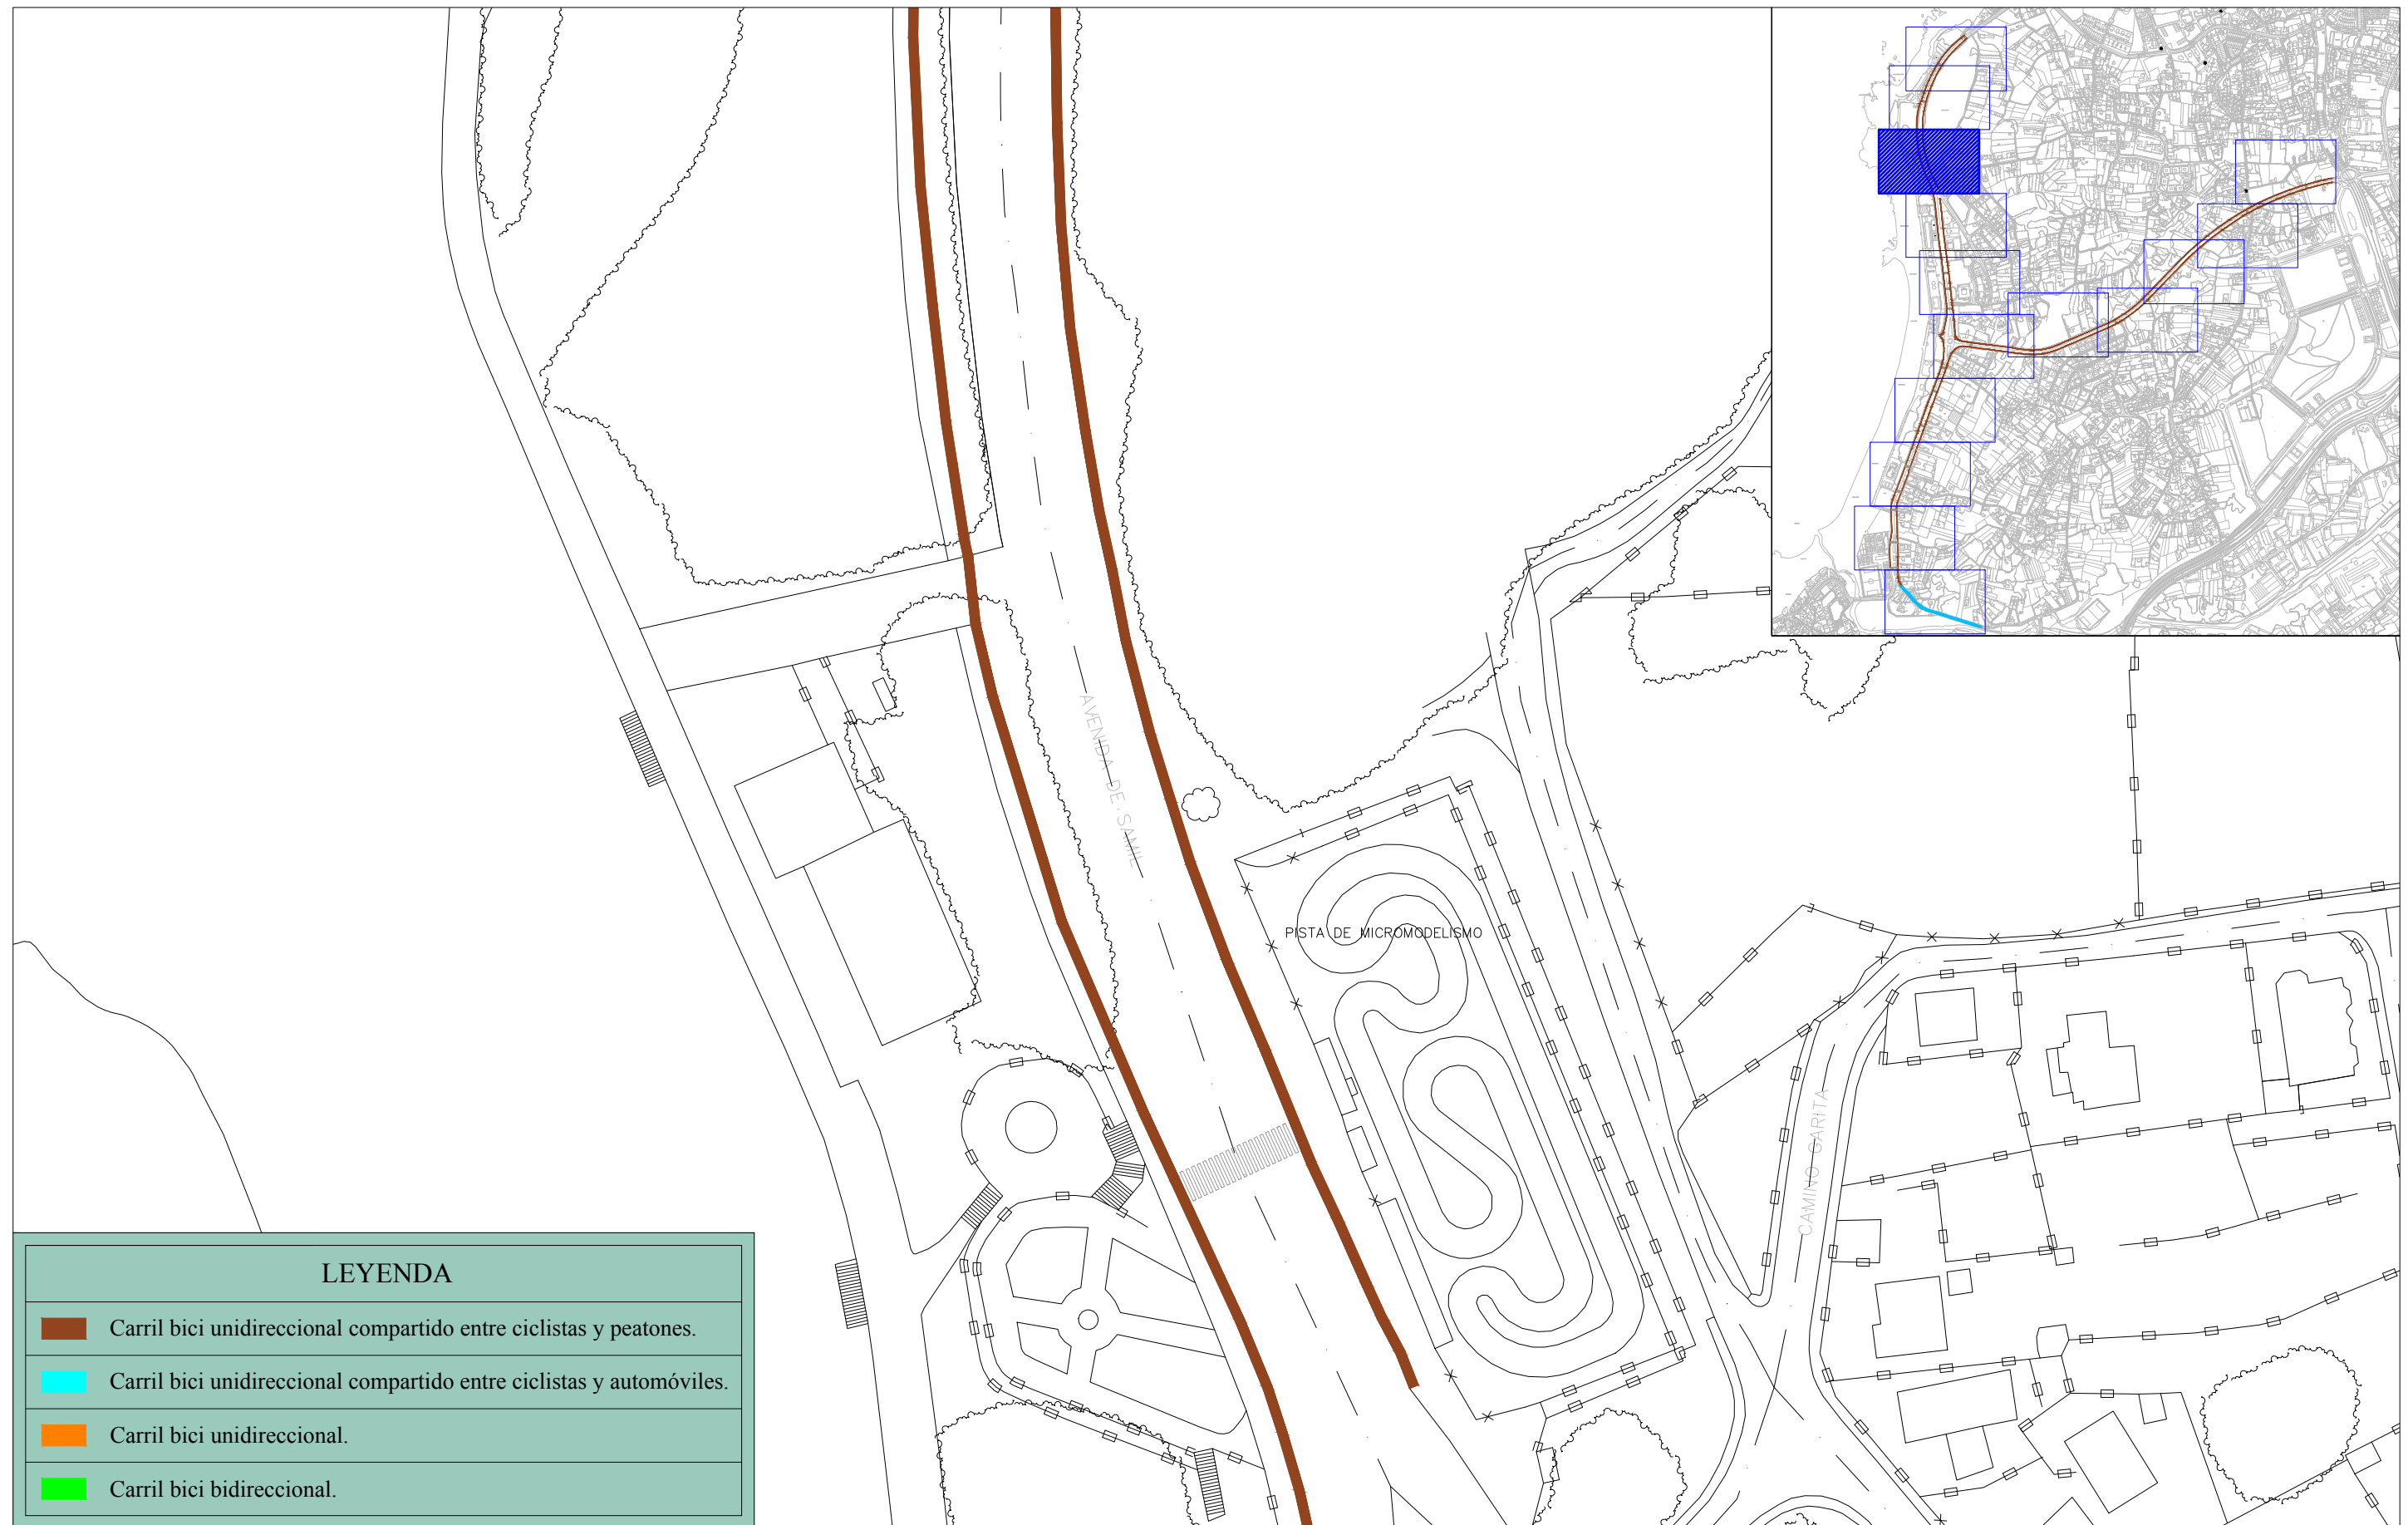 AVENIDA DE SAMIL
PISTA DE MICROMODELISMO
CAMINO GARITA
LEYENDA
Carril bici unidireccional compartido entre ciclistas y peatones.
Carril bici unidireccional compartido entre ciclistas y automóviles.
Carril bici unidireccional.
Carril bici bidireccional.